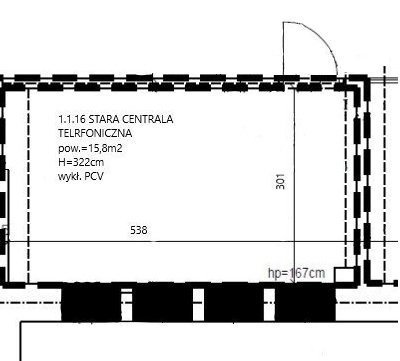 1.1.16 STARA CENTRALA
TELRFONICZNA
pow.=15,8m2
H=322cm
wykł. PCV
301
538
hp=167cm